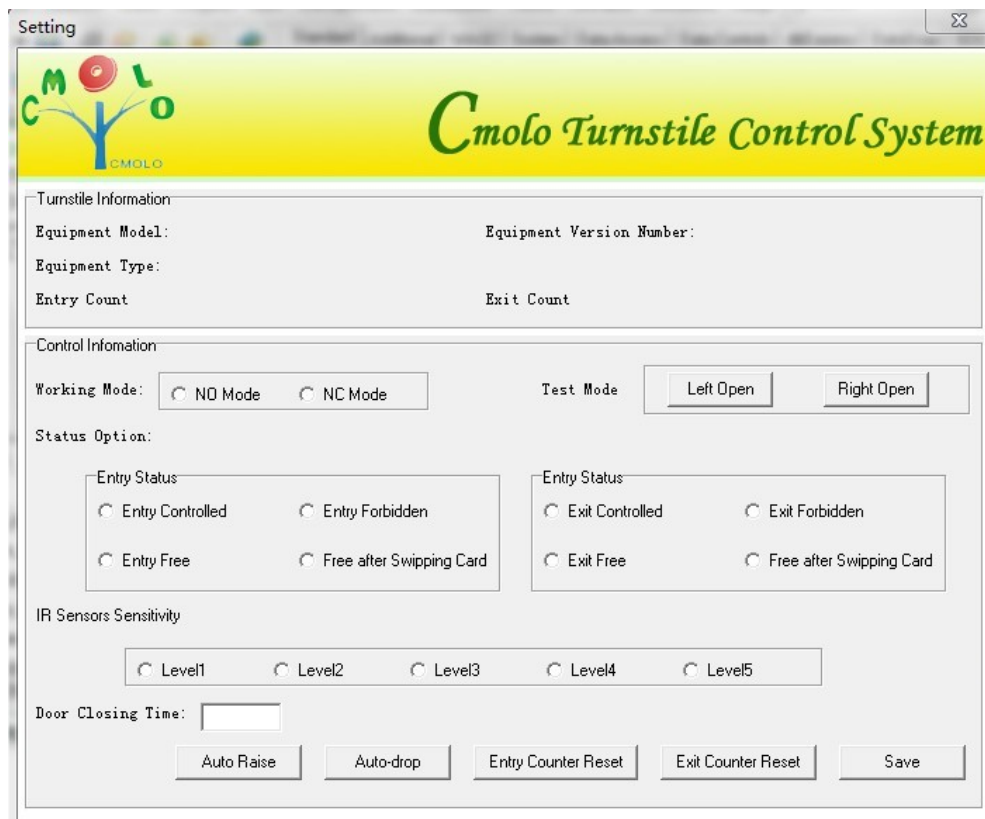 Setting
C M O L O
CMOLO
Cmolo Turnstile Control System
Turnstile Information
Equipment Model:
Equipment Version Number:
Equipment Type:
Entry Count
Exit Count
Control Infomation
Working Mode:
NO Mode
NC Mode
Test Mode
Left Open
Right Open
Status Option:
Entry Status
Entry Status
Entry Controlled
Entry Forbidden
Exit Controlled
Exit Forbidden
Entry Free
Free after Swipping Card
Exit Free
Free after Swipping Card
IR Sensors Sensitivity
Level1
Level2
Level3
Level4
Level5
Door Closing Time:
Auto Raise
Auto-drop
Entry Counter Reset
Exit Counter Reset
Save